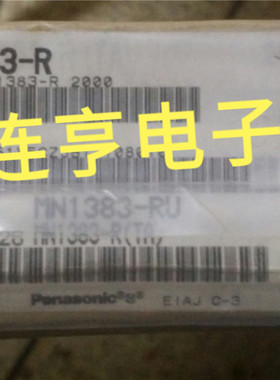 3-R
1383-R 2000
连亨电子
MN1383-RU
MN1383-R(TA)
Panasonic EIAJ C-3